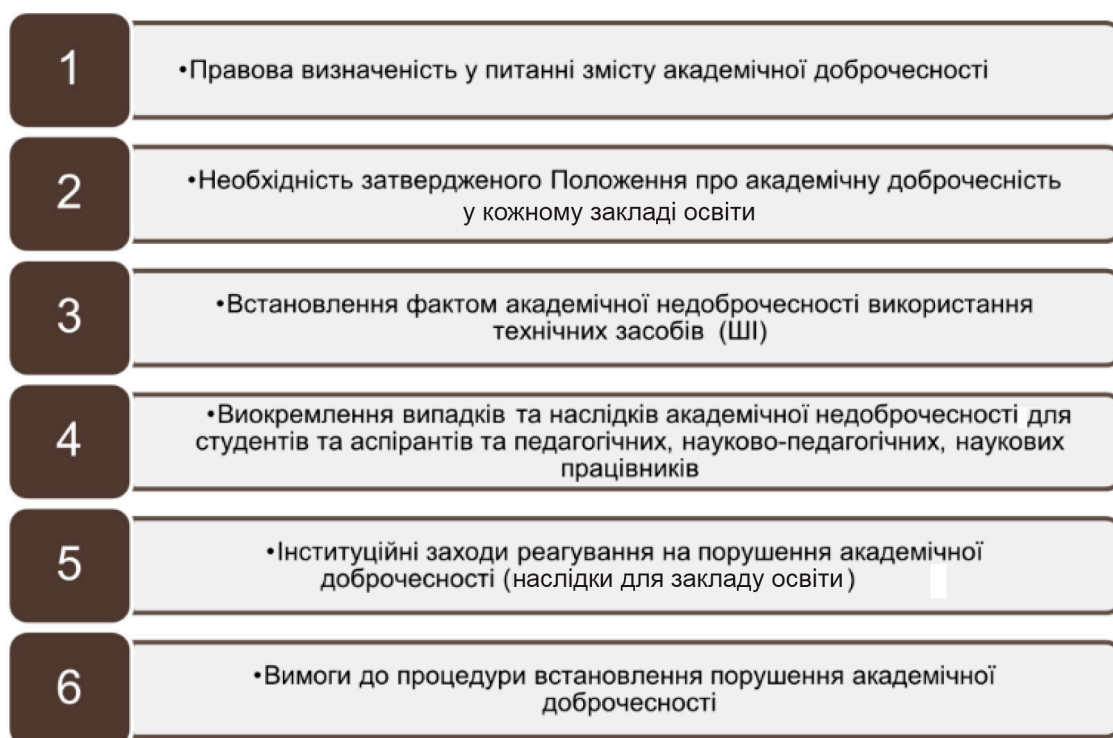 1
•Правова визначеність у питанні змісту академічної доброчесності
2
•Необхідність затвердженого Положення про академічну доброчесність
у кожному закладі освіти
3
•Встановлення фактом академічної недоброчесності використання
технічних засобів (ШІ)
4
•Виокремлення випадків та наслідків академічної недоброчесності для
студентів та аспірантів та педагогічних, науково-педагогічних, наукових
працівників
5
•Інституційні заходи реагування на порушення академічної
доброчесності (наслідки для закладу освіти)
6
•Вимоги до процедури встановлення порушення академічної
доброчесності